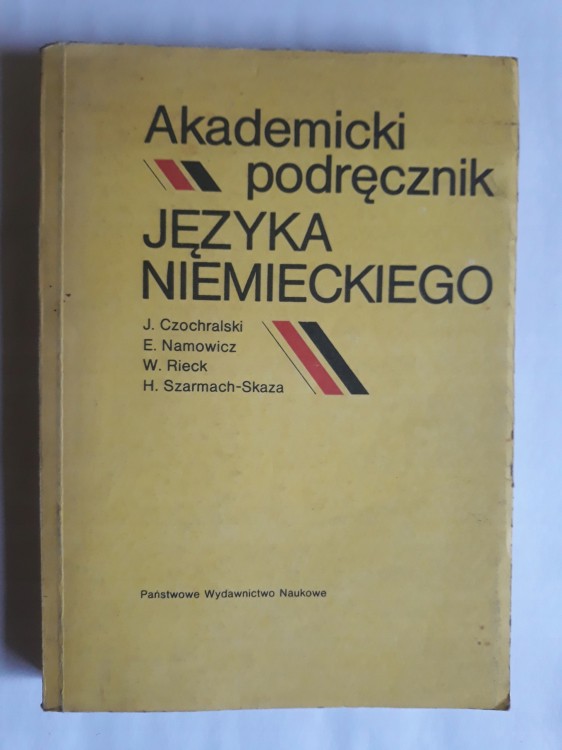 Akademicki
podręcznik
JĘZYKA
NIEMIECKIEGO
J. Czochralski
E. Namowicz
W. Rieck
H. Szarmach-Skaza
Państwowe Wydawnictwo Naukowe